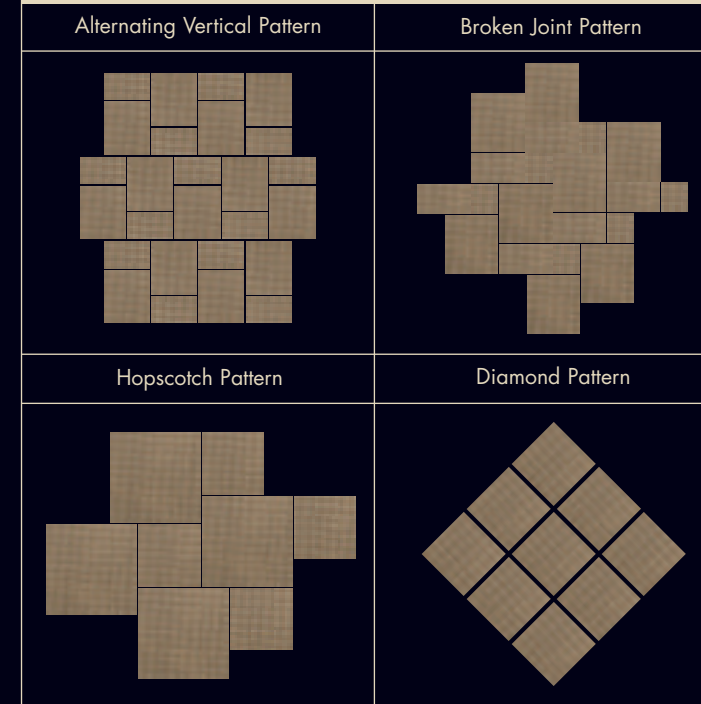 Alternating Vertical Pattern
Broken Joint Pattern
Hopscotch Pattern
Diamond Pattern